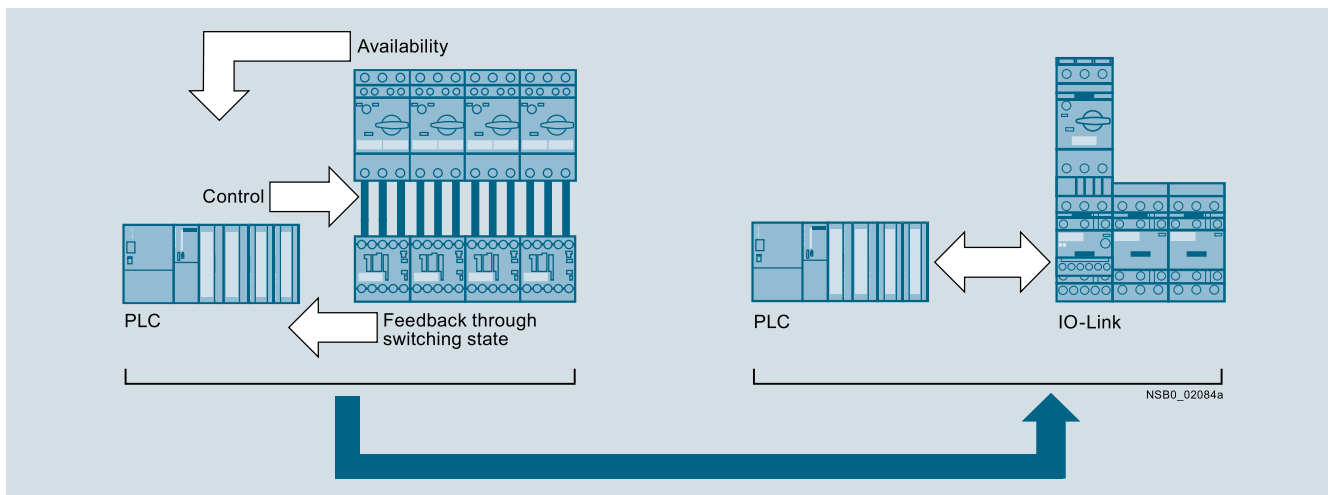 Availability
Control
PLC
Feedback through
switching state
PLC
IO-Link
NSB0_02084a